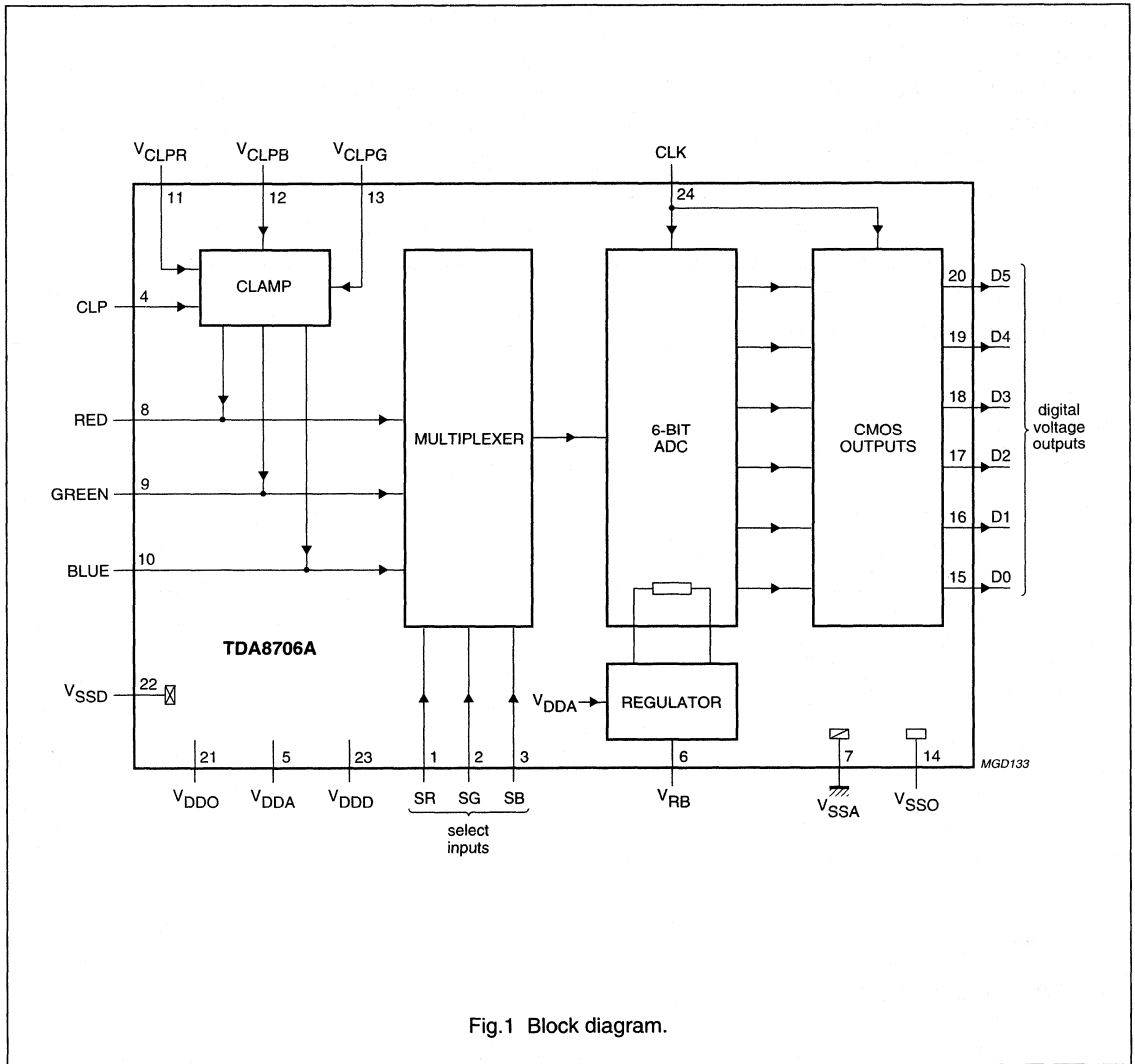 VCLPR VCLPB VCLPG CLK
11 12 13 24
CLAMP
CLP 4
RED 8
GREEN 9
BLUE 10
MULTIPLEXER
6-BIT
ADC
CMOS
OUTPUTS
20 D5
19 D4
18 D3
17 D2
16 D1
15 D0
digital
voltage
outputs
TDA8706A
VSSD 22
VDDA REGULATOR
21 5 23 1 2 3 6 7 14
MGD133
VDDO VDDA VDDD SR SG SB VRB VSSA VSSO
select
inputs
Fig.1 Block diagram.